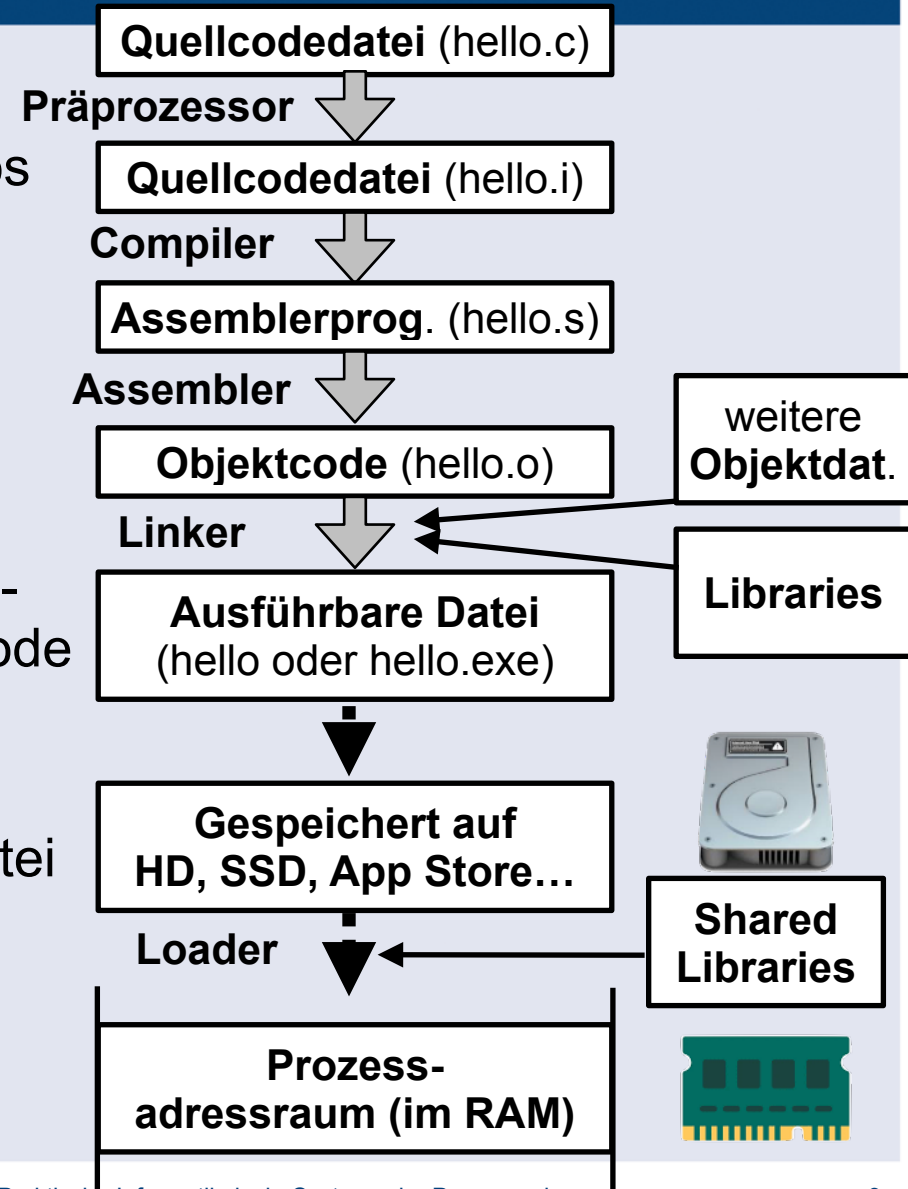 Quellcodedatei (hello.c)
Präprozessor
Quellcodedatei (hello.i)
Compiler
Assemblerprog. (hello.s)
Assembler
Objektcode (hello.o)
weitere
Objektdat.
Linker
Libraries
-
Ausführbare Datei
(hello oder hello.exe)
Gespeichert auf
HD, SSD, App Store…
Loader
Shared
Libraries
Prozess-
adressraum (im RAM)